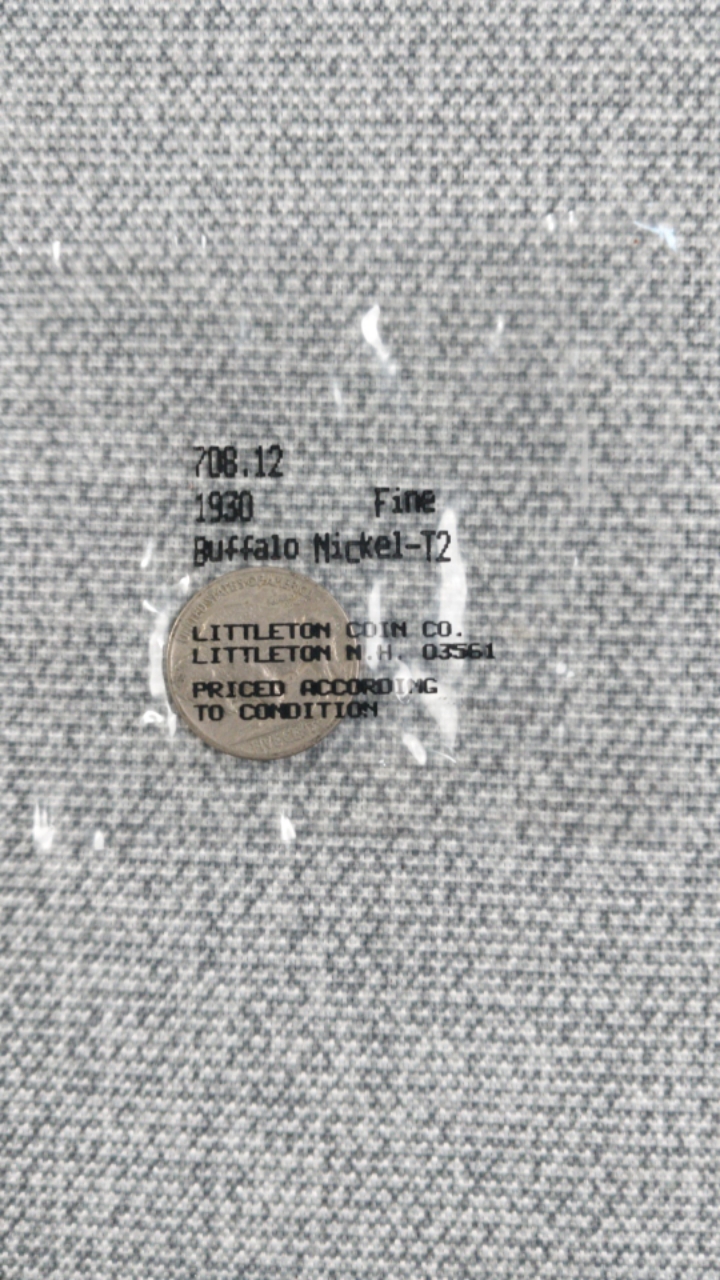 708.12
1930 Fine
Buffalo Nickel-T2
LITTLETON COIN CO.
LITTLETON N.H. 03561
PRICED ACCORDING
TO CONDITION